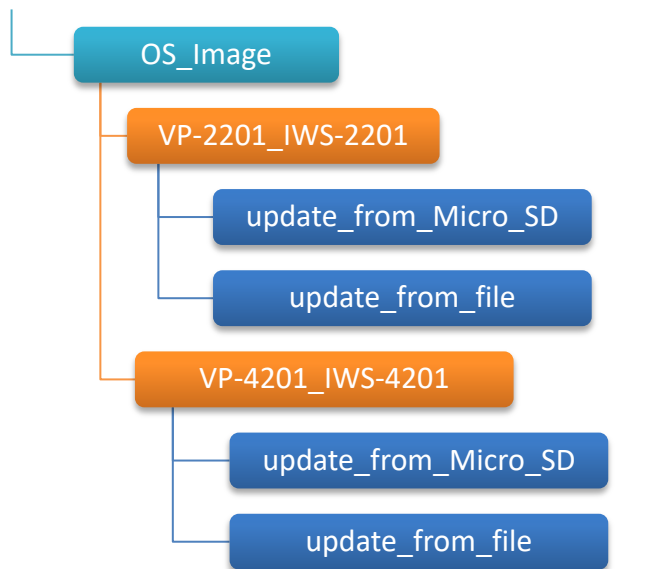 OS_Image
VP-2201_IWS-2201
update_from_Micro_SD
update_from_file
VP-4201_IWS-4201
update_from_Micro_SD
update_from_file